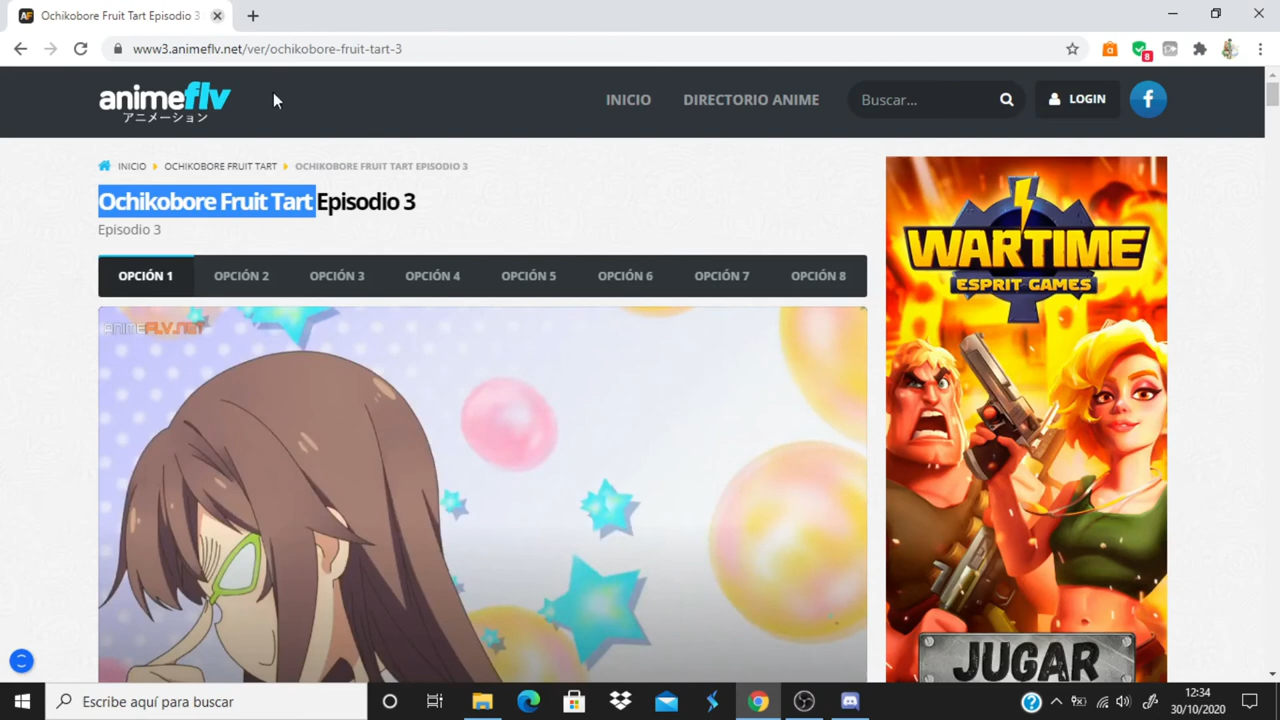 Ochikobore Fruit Tart Episodio 3
www3.animeflv.net/ver/ochikobore-fruit-tart-3
8
animeflv
アニメーション
INICIO
DIRECTORIO ANIME
Buscar...
LOGIN
INICIO
OCHIKOBORE FRUIT TART
OCHIKOBORE FRUIT TART EPISODIO 3
Ochikobore Fruit Tart Episodio 3
Episodio 3
OPCIÓN 1
OPCIÓN 2
OPCIÓN 3
OPCIÓN 4
OPCIÓN 5
OPCIÓN 6
OPCIÓN 7
OPCIÓN 8
ANIMEFLV.NET
WARTIME
ESPRIT GAMES
JUGAR
Escribe aquí para buscar
12:34
30/10/2020